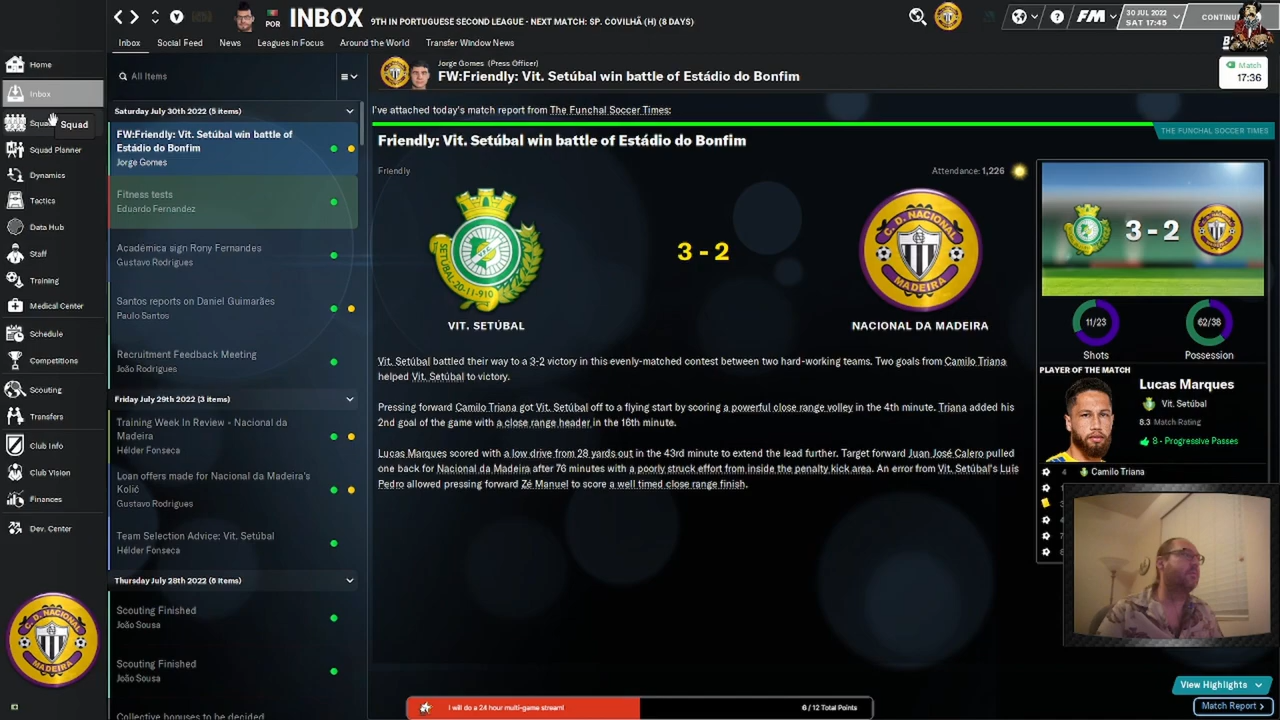 INBOX
9TH IN PORTUGUESE SECOND LEAGUE - NEXT MATCH: SP. COVILHÃ (H) (8 DAYS)
POR
FM
30 JUL 2022
SAT 17:45
CONTINU
Inbox
Social Feed
News
Leagues in Focus
Around the World
Transfer Window News
Home
Inbox
Squad
Squad Planner
Dynamics
Tactics
Data Hub
Staff
Training
Medical Center
Schedule
Competitions
Scouting
Transfers
Club Info
Club Vision
Finances
Dev. Center
C.D. NACIONAL
MADEIRA
All Items
Saturday July 30th 2022 (5 items)
FW:Friendly: Vit. Setúbal win battle of
Estádio do Bonfim
Jorge Gomes
Fitness tests
Eduardo Fernandez
Académica sign Rony Fernandes
Gustavo Rodrigues
Santos reports on Daniel Guimarães
Paulo Santos
Recruitment Feedback Meeting
João Rodrigues
Friday July 29th 2022 (3 items)
Training Week In Review - Nacional da
Madeira
Hélder Fonseca
Loan offers made for Nacional da Madeira's
Kolić
Gustavo Rodrigues
Team Selection Advice: Vit. Setúbal
Hélder Fonseca
Thursday July 28th 2022 (6 items)
Scouting Finished
João Sousa
Scouting Finished
João Sousa
Collective bonuses to be decided
Jorge Gomes (Press Officer)
FW:Friendly: Vit. Setúbal win battle of Estádio do Bonfim
Match
17:36
I've attached today's match report from The Funchal Soccer Times:
THE FUNCHAL SOCCER TIMES
Friendly: Vit. Setúbal win battle of Estádio do Bonfim
Friendly
Attendance: 1,226
SETÚBAL-20-11-910
3 - 2
C.D. NACIONAL
MADEIRA
VIT. SETÚBAL
NACIONAL DA MADEIRA
Vit. Setúbal battled their way to a 3-2 victory in this evenly-matched contest between two hard-working teams. Two goals from Camilo Triana
helped Vit. Setúbal to victory.
Pressing forward Camilo Triana got Vit. Setúbal off to a flying start by scoring a powerful close range volley in the 4th minute. Triana added his
2nd goal of the game with a close range header in the 16th minute.
Lucas Marques scored with a low drive from 28 yards out in the 43rd minute to extend the lead further. Target forward Juan José Calero pulled
one back for Nacional da Madeira after 76 minutes with a poorly struck effort from inside the penalty kick area. An error from Vit. Setúbal's Luís
Pedro allowed pressing forward Zé Manuel to score a well timed close range finish.
3 - 2
11/23
Shots
62/38
Possession
PLAYER OF THE MATCH
Lucas Marques
Vit. Setúbal
8.3 Match Rating
8 - Progressive Passes
4 Camilo Triana
View Highlights
Match Report
I will do a 24 hour multi-game stream!
6 / 12 Total Points